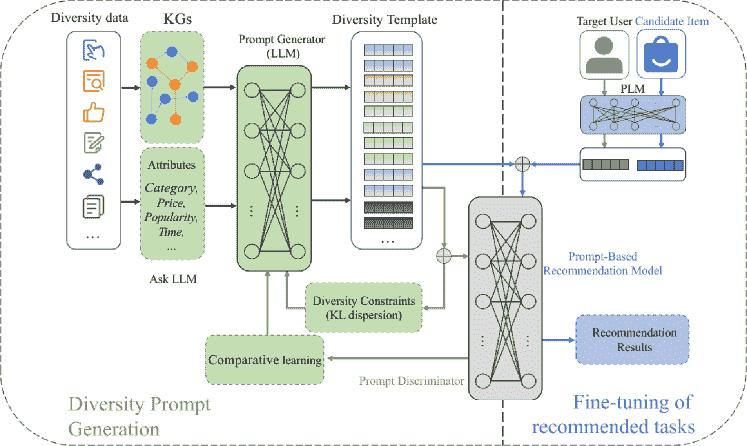 Diversity data
KGs
Prompt Generator
(LLM)
Diversity Template
Target User
Candidate Item
PLM
Attributes
Category,
Price,
Popularity,
Time,
...
Ask LLM
...
...
Diversity Constraints
(KL dispersion)
Comparative learning
Prompt Discriminator
Prompt-Based
Recommendation Model
Recommendation
Results
Diversity Prompt
Generation
Fine-tuning of
recommended tasks